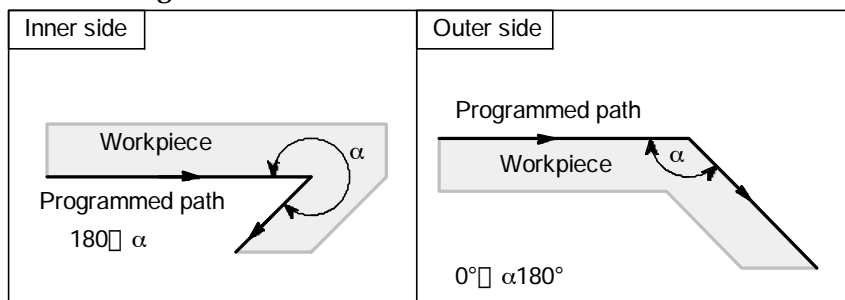 Inner side
Workpiece
α
Programmed path
180▯ α
Outer side
Programmed path
Workpiece
α
0°▯ α180°